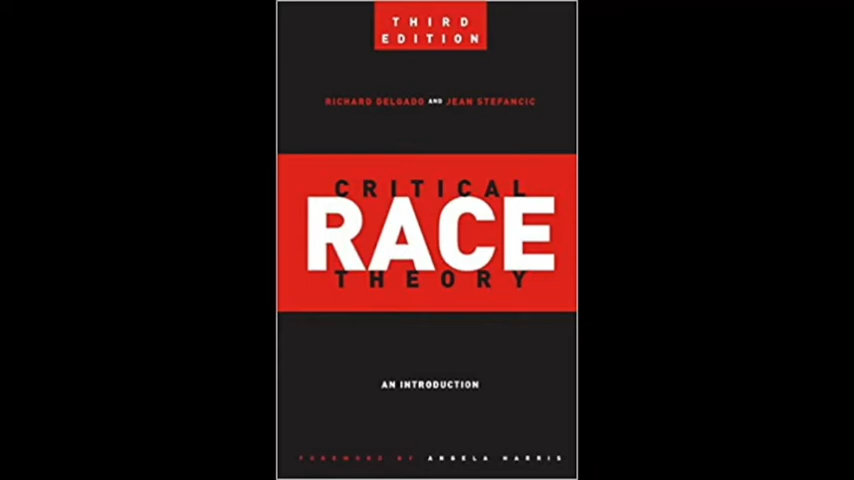 THIRD
EDITION
RICHARD DELGADO AND JEAN STEFANCIC
CRITICAL
RACE
THEORY
AN INTRODUCTION
FOREWORD BY ANGELA HARRIS